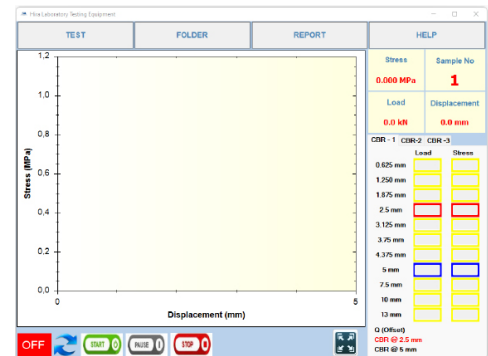 Hira Laboratory Testing Equipment
TEST FOLDER REPORT HELP
Stress Sample No
0.000 MPa 1
Load Displacement
0.0 kN 0.0 mm
CBR - 1 CBR-2 CBR -3
Load Stress
0.625 mm
1.250 mm
1.875 mm
2.5 mm
3.125 mm
3.75 mm
4.375 mm
5 mm
7.5 mm
10 mm
13 mm
Q (Offset)
CBR @ 2.5 mm
CBR @ 5 mm
Stress (MPa)
1,2
1,0
0,8
0,6
0,4
0,2
0,0
0 5
Displacement (mm)
OFF START PAUSE STOP